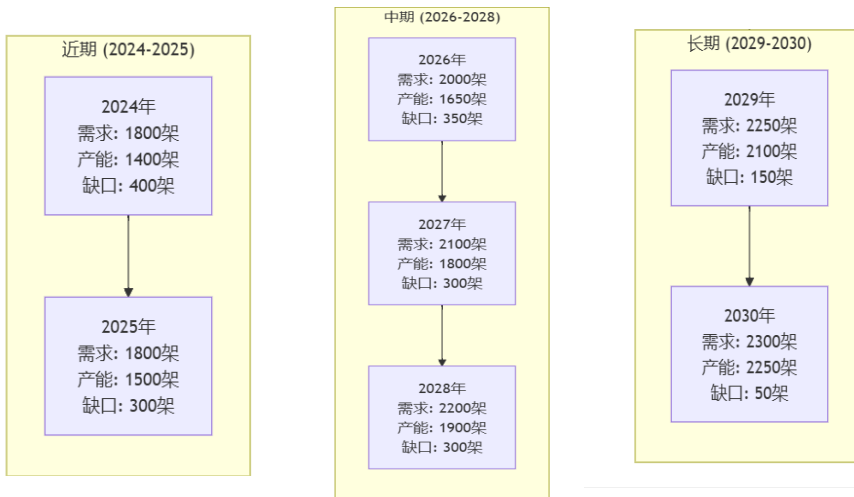 近期 (2024-2025)
2024年
需求: 1800架
产能: 1400架
缺口: 400架
2025年
需求: 1800架
产能: 1500架
缺口: 300架
中期 (2026-2028)
2026年
需求: 2000架
产能: 1650架
缺口: 350架
2027年
需求: 2100架
产能: 1800架
缺口: 300架
2028年
需求: 2200架
产能: 1900架
缺口: 300架
长期 (2029-2030)
2029年
需求: 2250架
产能: 2100架
缺口: 150架
2030年
需求: 2300架
产能: 2250架
缺口: 50架